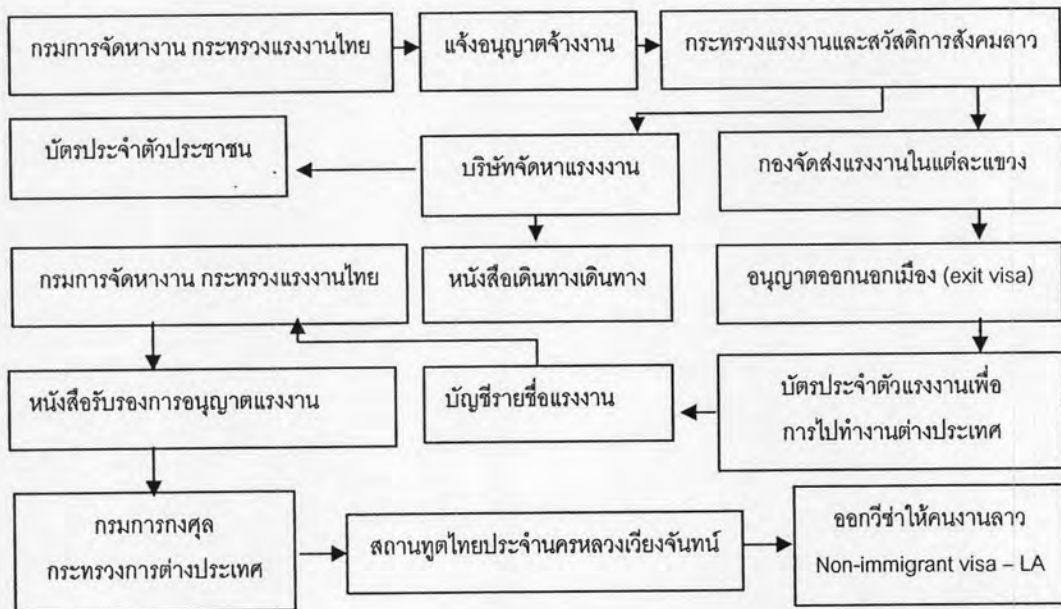 กรมการจัดหางาน กระทรวงแรงงานไทย
แจ้งอนุญาตจ้างงาน
กระทรวงแรงงานและสวัสดิการสังคมลาว
บัตรประจำตัวประชาชน
บริษัทจัดหาแรงงงาน
กองจัดส่งแรงงานในแต่ละแขวง
กรมการจัดหางาน กระทรวงแรงงานไทย
หนังสือเดินทางเดินทาง
อนุญาตออกนอกเมือง (exit visa)
หนังสือรับรองการอนุญาตแรงงาน
บัญชีรายชื่อแรงงาน
บัตรประจำตัวแรงงานเพื่อ
การไปทำงานต่างประเทศ
กรมการกงศุล
กระทรวงการต่างประเทศ
สถานทูตไทยประจำนครหลวงเวียงจันทน์
ออกวีซ่าให้คนงานลาว
Non-immigrant visa – LA